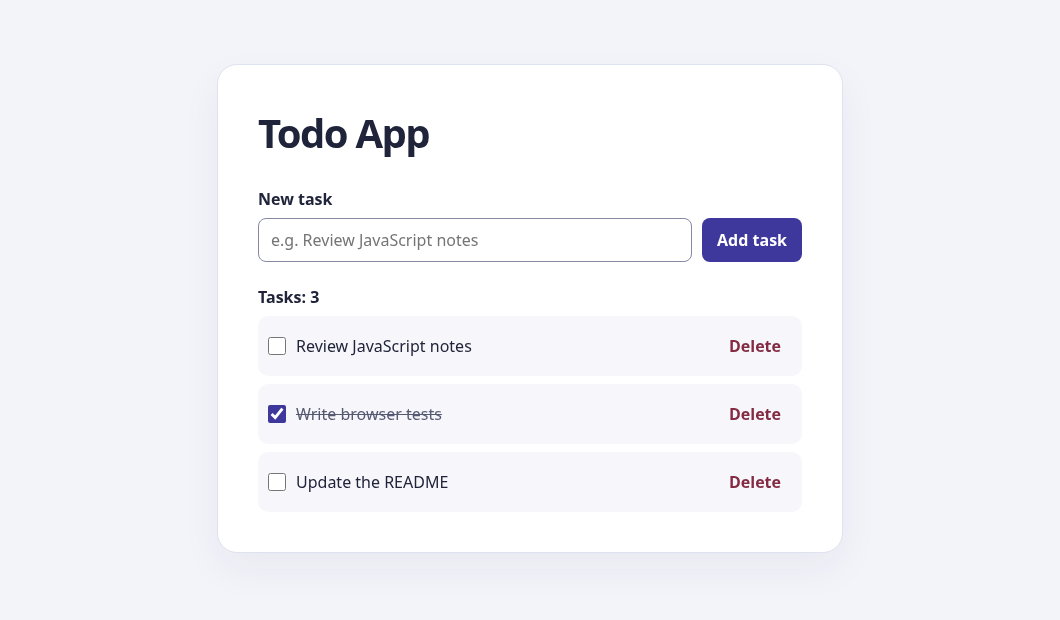 Todo App
New task
e.g. Review JavaScript notes
Add task
Tasks: 3
Review JavaScript notes
Delete
Write browser tests
Delete
Update the README
Delete